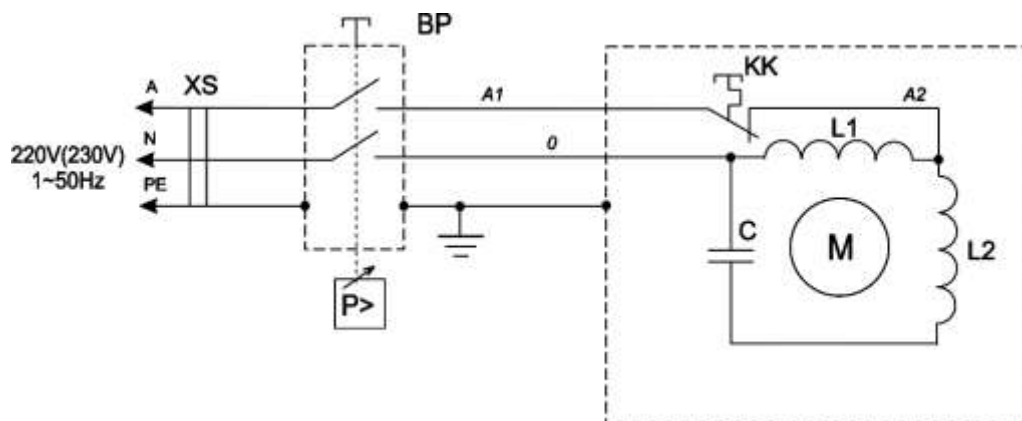 BP
KK
A XS
A1
A2
N
L1
220V(230V)
0
1~50Hz
PE
C
M
L2
P>